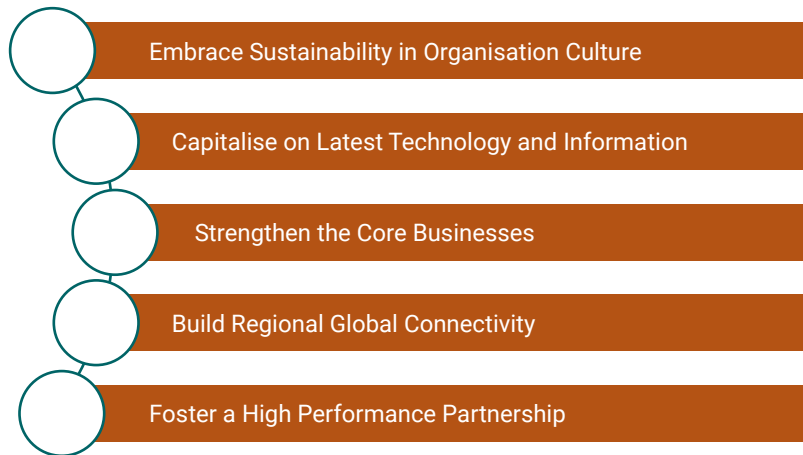 Embrace Sustainability in Organisation Culture
Capitalise on Latest Technology and Information
Strengthen the Core Businesses
Build Regional Global Connectivity
Foster a High Performance Partnership